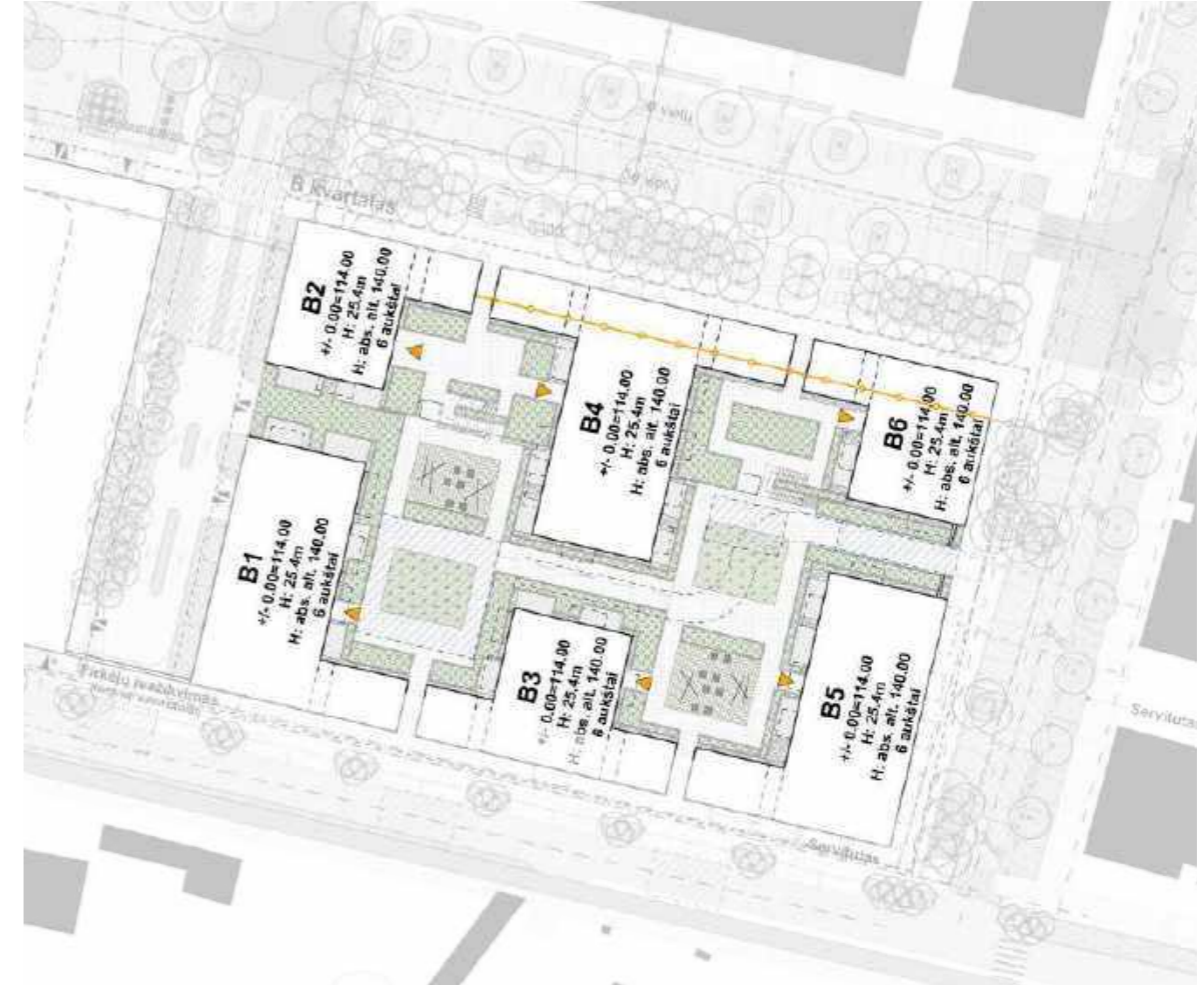 B kvartalas
B2
+/- 0.00=114.00
H: 25.4m
H: abs. alt. 140.00
6 aukštai
B4
+/- 0.00=114.00
H: 25.4m
H: abs. alt. 140.00
6 aukštai
B6
+/- 0.00=114.00
H: 25.4m
H: abs. alt. 140.00
6 aukštai
B1
+/- 0.00=114.00
H: 25.4m
H: abs. alt. 140.00
6 aukštai
B3
+/- 0.00=114.00
H: 25.4m
H: abs. alt. 140.00
6 aukštai
B5
+/- 0.00=114.00
H: 25.4m
H: abs. alt. 140.00
6 aukštai
Servitutas
Servitutas